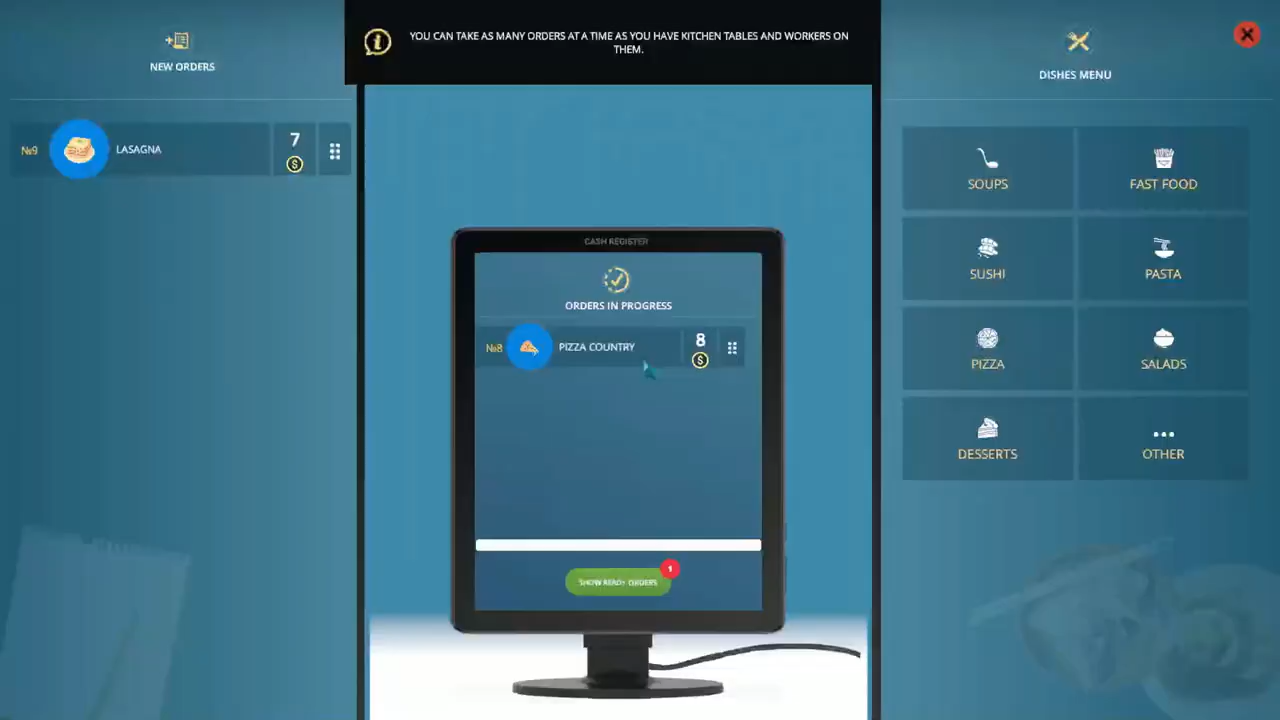 NEW ORDERS
№9
LASAGNA
7
$
YOU CAN TAKE AS MANY ORDERS AT A TIME AS YOU HAVE KITCHEN TABLES AND WORKERS ON
THEM.
CASH REGISTER
ORDERS IN PROGRESS
№8
PIZZA COUNTRY
8
$
SHOW READY ORDERS
1
DISHES MENU
SOUPS
FAST FOOD
SUSHI
PASTA
PIZZA
SALADS
DESSERTS
OTHER